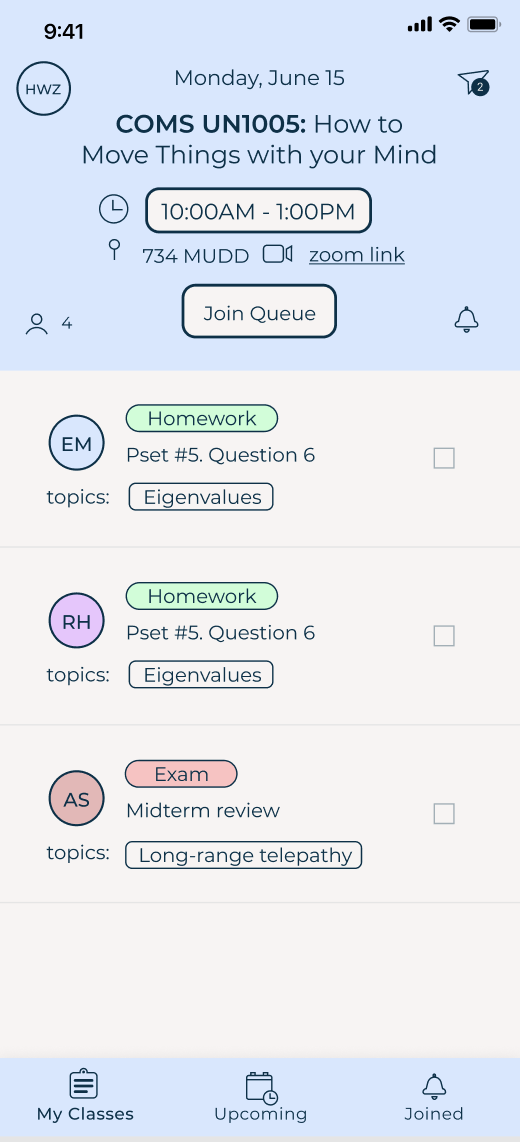 9:41
HWZ
Monday, June 15
2
COMS UN1005: How to
Move Things with your Mind
10:00AM - 1:00PM
734 MUDD zoom link
Join Queue
4
Homework
EM
Pset #5. Question 6
topics: Eigenvalues
Homework
RH
Pset #5. Question 6
topics: Eigenvalues
Exam
AS
Midterm review
topics: Long-range telepathy
My Classes Upcoming Joined